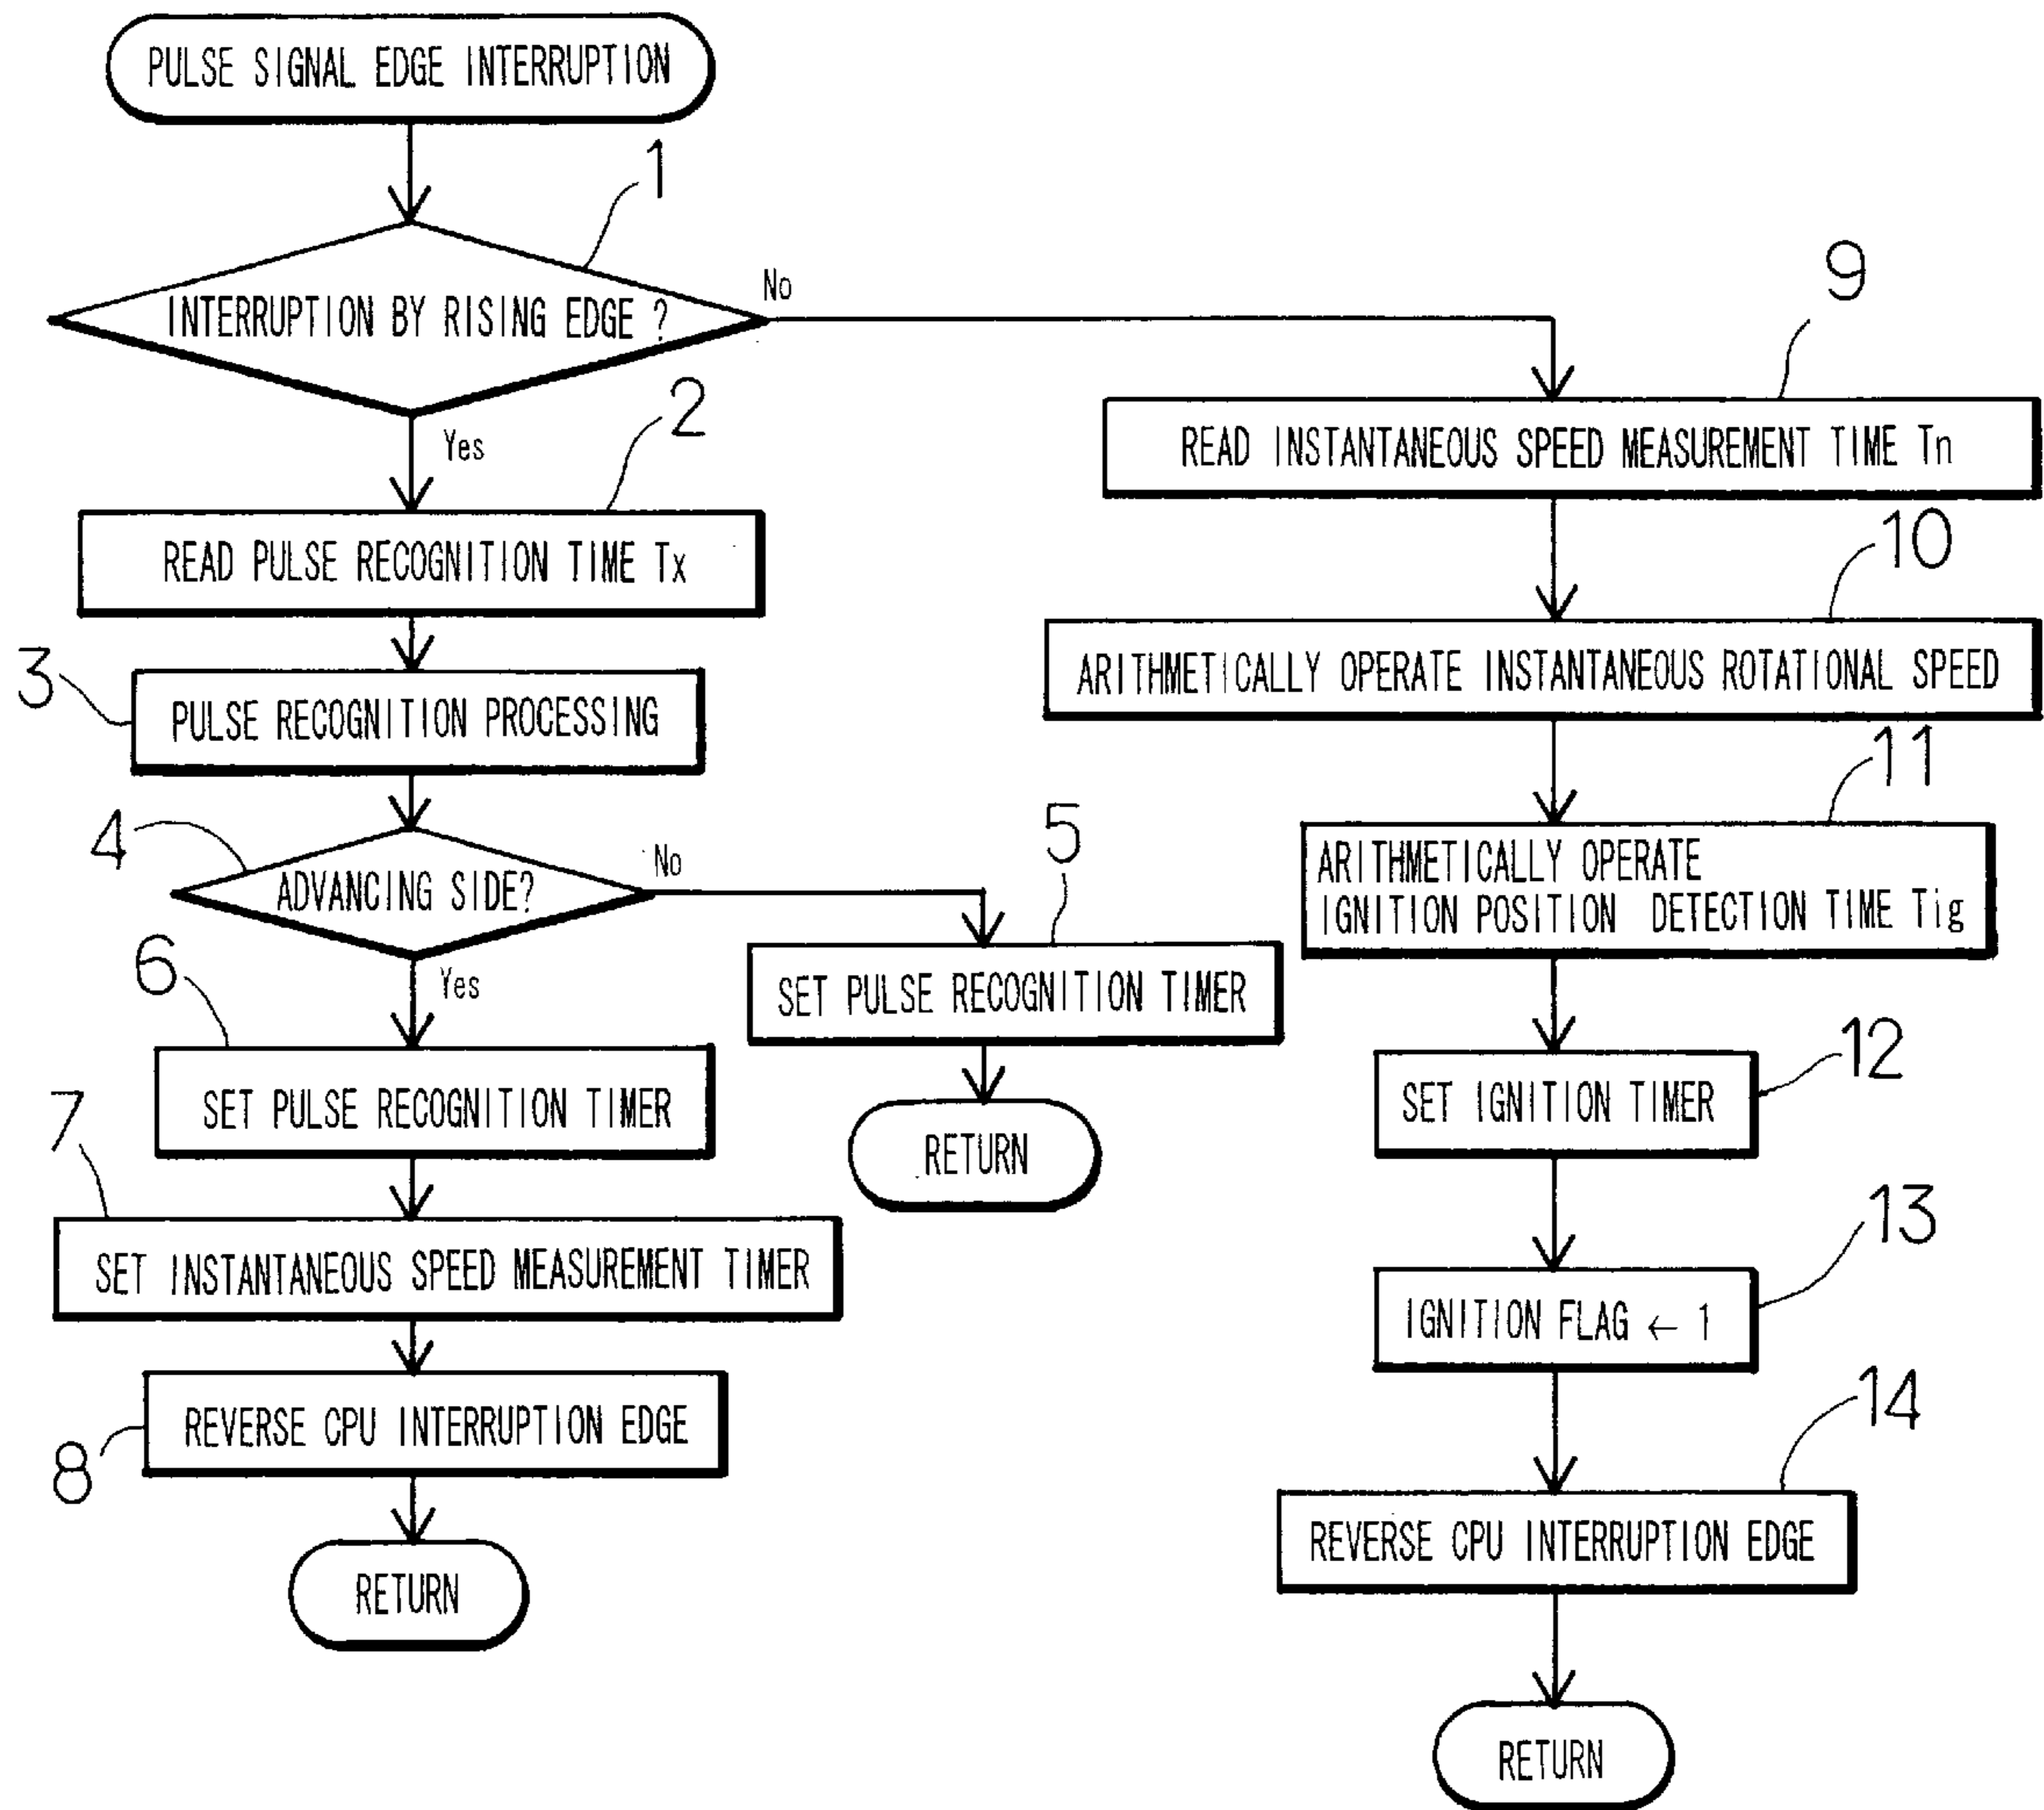 PULSE SIGNAL EDGE INTERRUPTION
1
INTERRUPTION BY RISING EDGE ?
No
Yes
2
READ PULSE RECOGNITION TIME Tx
3
PULSE RECOGNITION PROCESSING
4
ADVANCING SIDE?
No
Yes
5
SET PULSE RECOGNITION TIMER
RETURN
6
SET PULSE RECOGNITION TIMER
7
SET INSTANTANEOUS SPEED MEASUREMENT TIMER
8
REVERSE CPU INTERRUPTION EDGE
RETURN
9
READ INSTANTANEOUS SPEED MEASUREMENT TIME Tn
10
ARITHMETICALLY OPERATE INSTANTANEOUS ROTATIONAL SPEED
11
ARITHMETICALLY OPERATE
IGNITION POSITION DETECTION TIME Tig
12
SET IGNITION TIMER
13
IGNITION FLAG ← 1
14
REVERSE CPU INTERRUPTION EDGE
RETURN